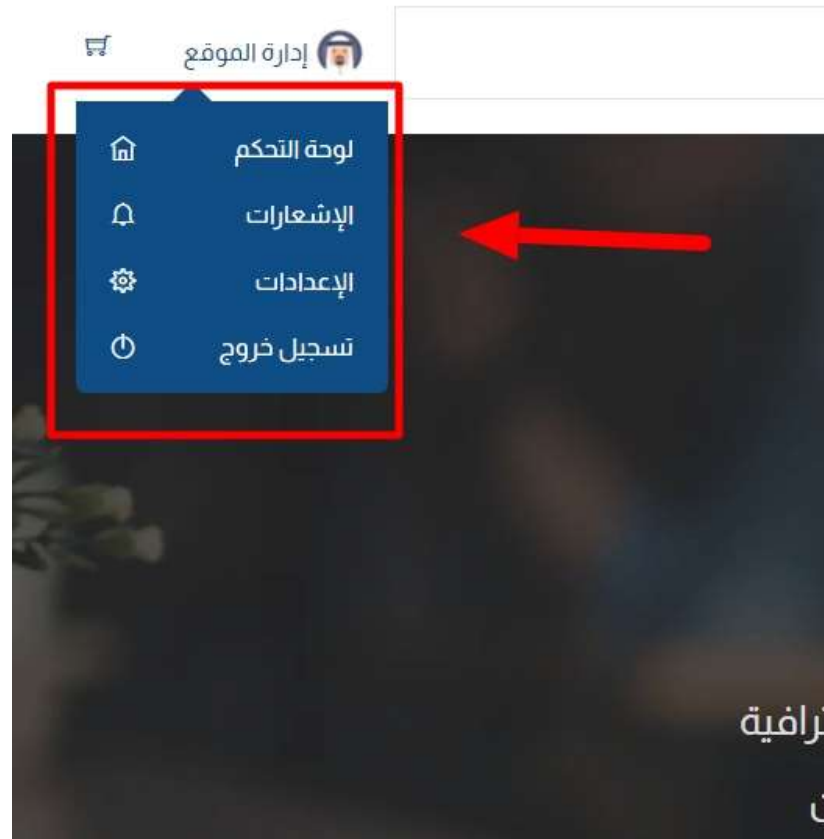 إدارة الموقع
لوحة التحكم
الإشعارات
الإعدادات
تسجيل خروج